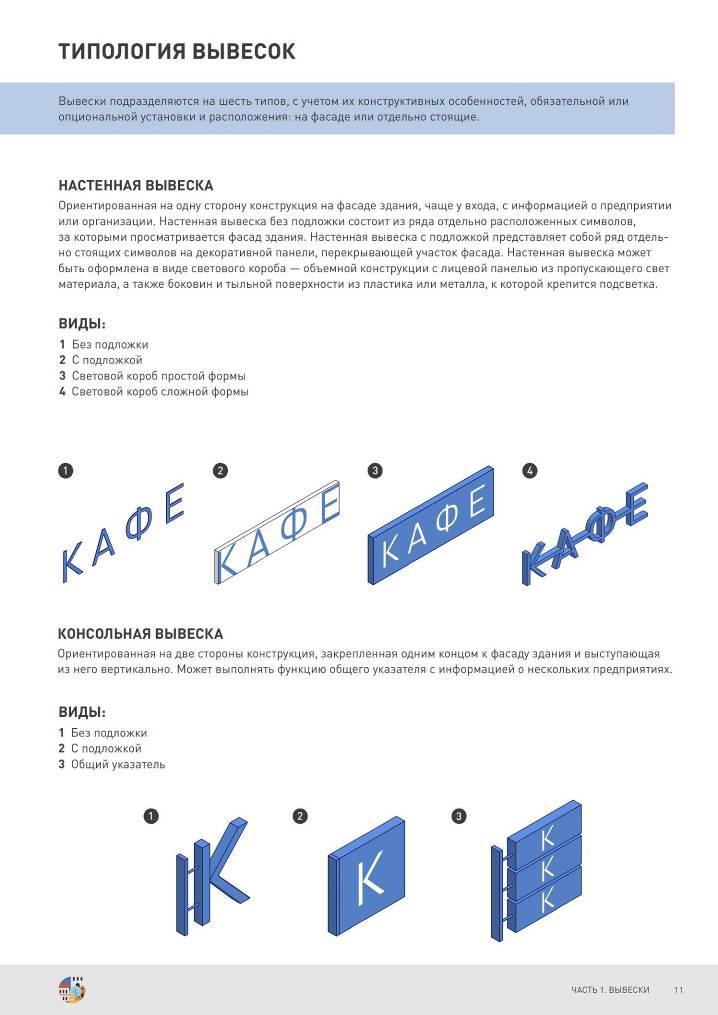 ТИПОЛОГИЯ ВЫВЕСОК
Вывески подразделяются на шесть типов, с учетом их конструктивных особенностей, обязательной или
опциональной установки и расположения: на фасаде или отдельно стоящие.
НАСТЕННАЯ ВЫВЕСКА
Ориентированная на одну сторону конструкция на фасаде здания, чаще у входа, с информацией о предприятии
или организации. Настенная вывеска без подложки состоит из ряда отдельно расположенных символов,
за которыми просматривается фасад здания. Настенная вывеска с подложкой представляет собой ряд отдель-
но стоящих символов на декоративной панели, перекрывающей участок фасада. Настенная вывеска может
быть оформлена в виде светового короба — объемной конструкции с лицевой панелью из пропускающего свет
материала, а также боковин и тыльной поверхности из пластика или металла, к которой крепится подсветка.
ВИДЫ:
1 Без подложки
2 С подложкой
3 Световой короб простой формы
4 Световой короб сложной формы
1
КАФЕ
2
КАФЕ
3
КАФЕ
4
КАФЕ
КОНСОЛЬНАЯ ВЫВЕСКА
Ориентированная на две стороны конструкция, закрепленная одним концом к фасаду здания и выступающая
из него вертикально. Может выполнять функцию общего указателя с информацией о нескольких предприятиях.
ВИДЫ:
1 Без подложки
2 С подложкой
3 Общий указатель
1
К
2
К
3
К
К
К
ЧАСТЬ 1. ВЫВЕСКИ 11